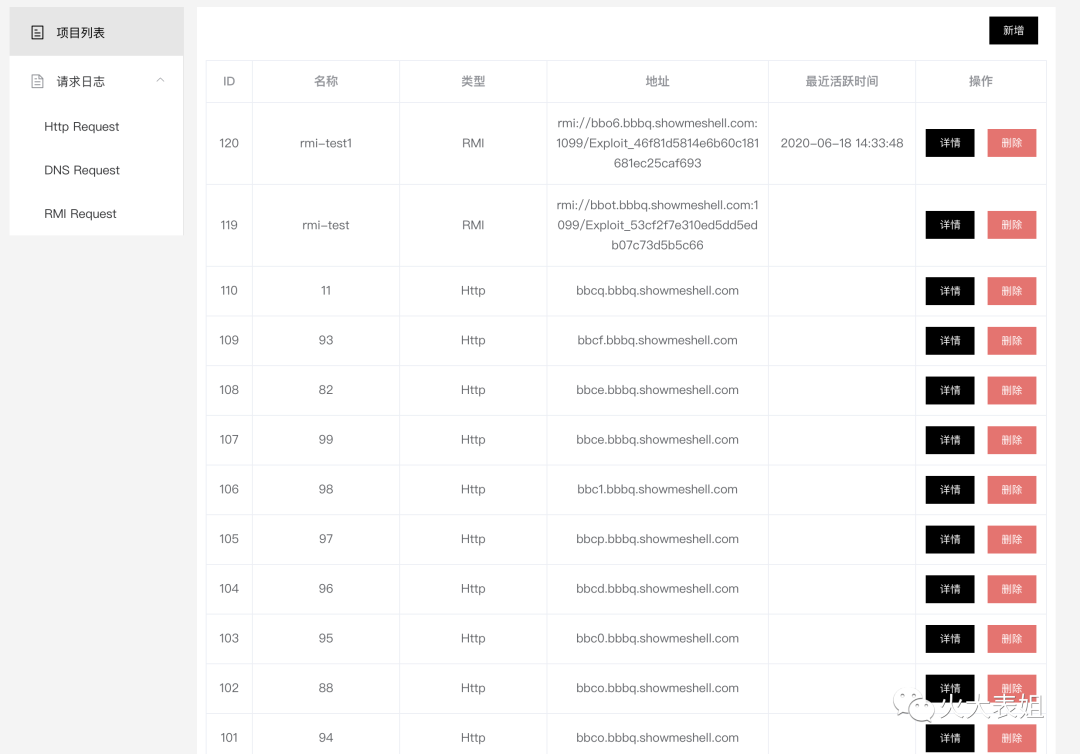 项目列表
请求日志
Http Request
DNS Request
RMI Request
新增
ID 名称 类型 地址 最近活跃时间 操作
120 rmi-test1 RMI rmi://bbo6.bbbq.showmeshell.com:
1099/Exploit_46f81d5814e6b60c181
681ec25caf693 2020-06-18 14:33:48 详情 删除
119 rmi-test RMI rmi://bbot.bbbq.showmeshell.com:1
099/Exploit_53cf2f7e310ed5dd5ed
b07c73d5b5c66 详情 删除
110 11 Http bbcq.bbbq.showmeshell.com 详情 删除
109 93 Http bbcf.bbbq.showmeshell.com 详情 删除
108 82 Http bbce.bbbq.showmeshell.com 详情 删除
107 99 Http bbce.bbbq.showmeshell.com 详情 删除
106 98 Http bbc1.bbbq.showmeshell.com 详情 删除
105 97 Http bbcp.bbbq.showmeshell.com 详情 删除
104 96 Http bbcd.bbbq.showmeshell.com 详情 删除
103 95 Http bbc0.bbbq.showmeshell.com 详情 删除
102 88 Http bbco.bbbq.showmeshell.com 详情 删除
火大表姐
101 94 Http bbco.bbbq.showmeshell.com 详情 删除